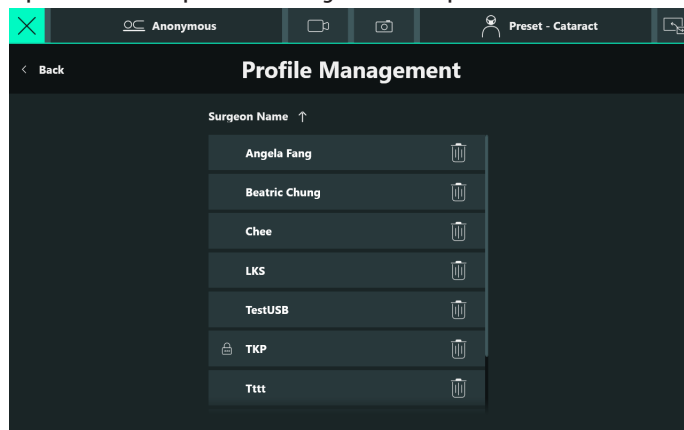 Anonymous
Preset - Cataract
Back
Profile Management
Surgeon Name
Angela Fang
Beatric Chung
Chee
LKS
TestUSB
TKP
Tttt